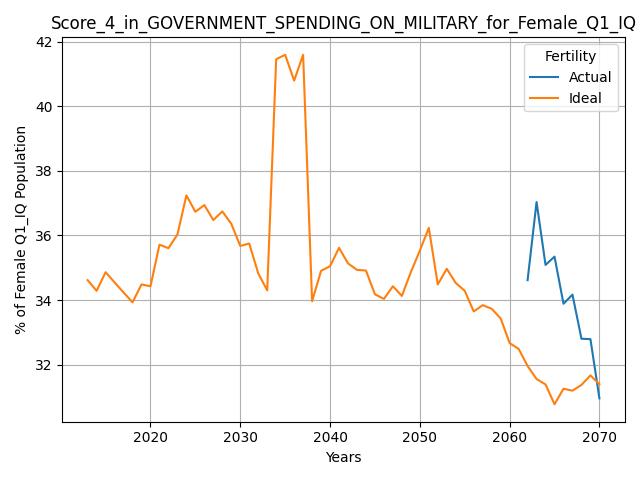 Score_4_in_GOVERNMENT_SPENDING_ON_MILITARY_for_Female_Q1_IQ
Fertility
Actual
Ideal
% of Female Q1_IQ Population
42
40
38
36
34
32
2020 2030 2040 2050 2060 2070
Years